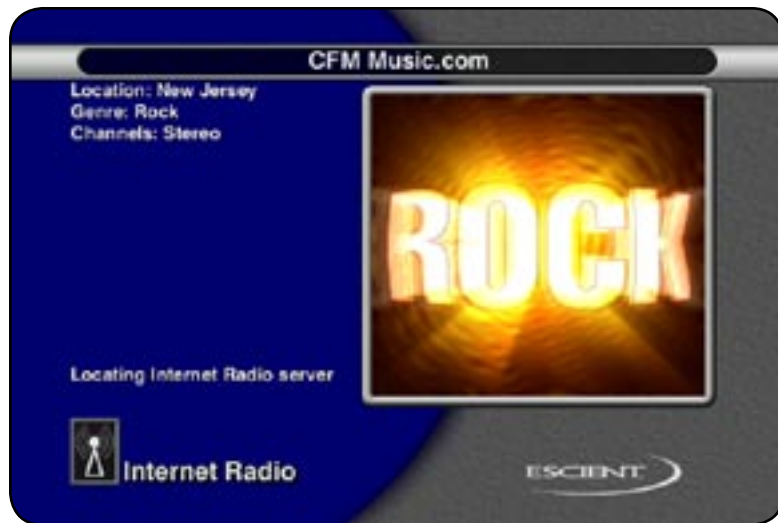 CFM Music.com
Location: New Jersey
Genre: Rock
Channels: Stereo
ROCK
Locating Internet Radio server
Internet Radio
ESCIENT